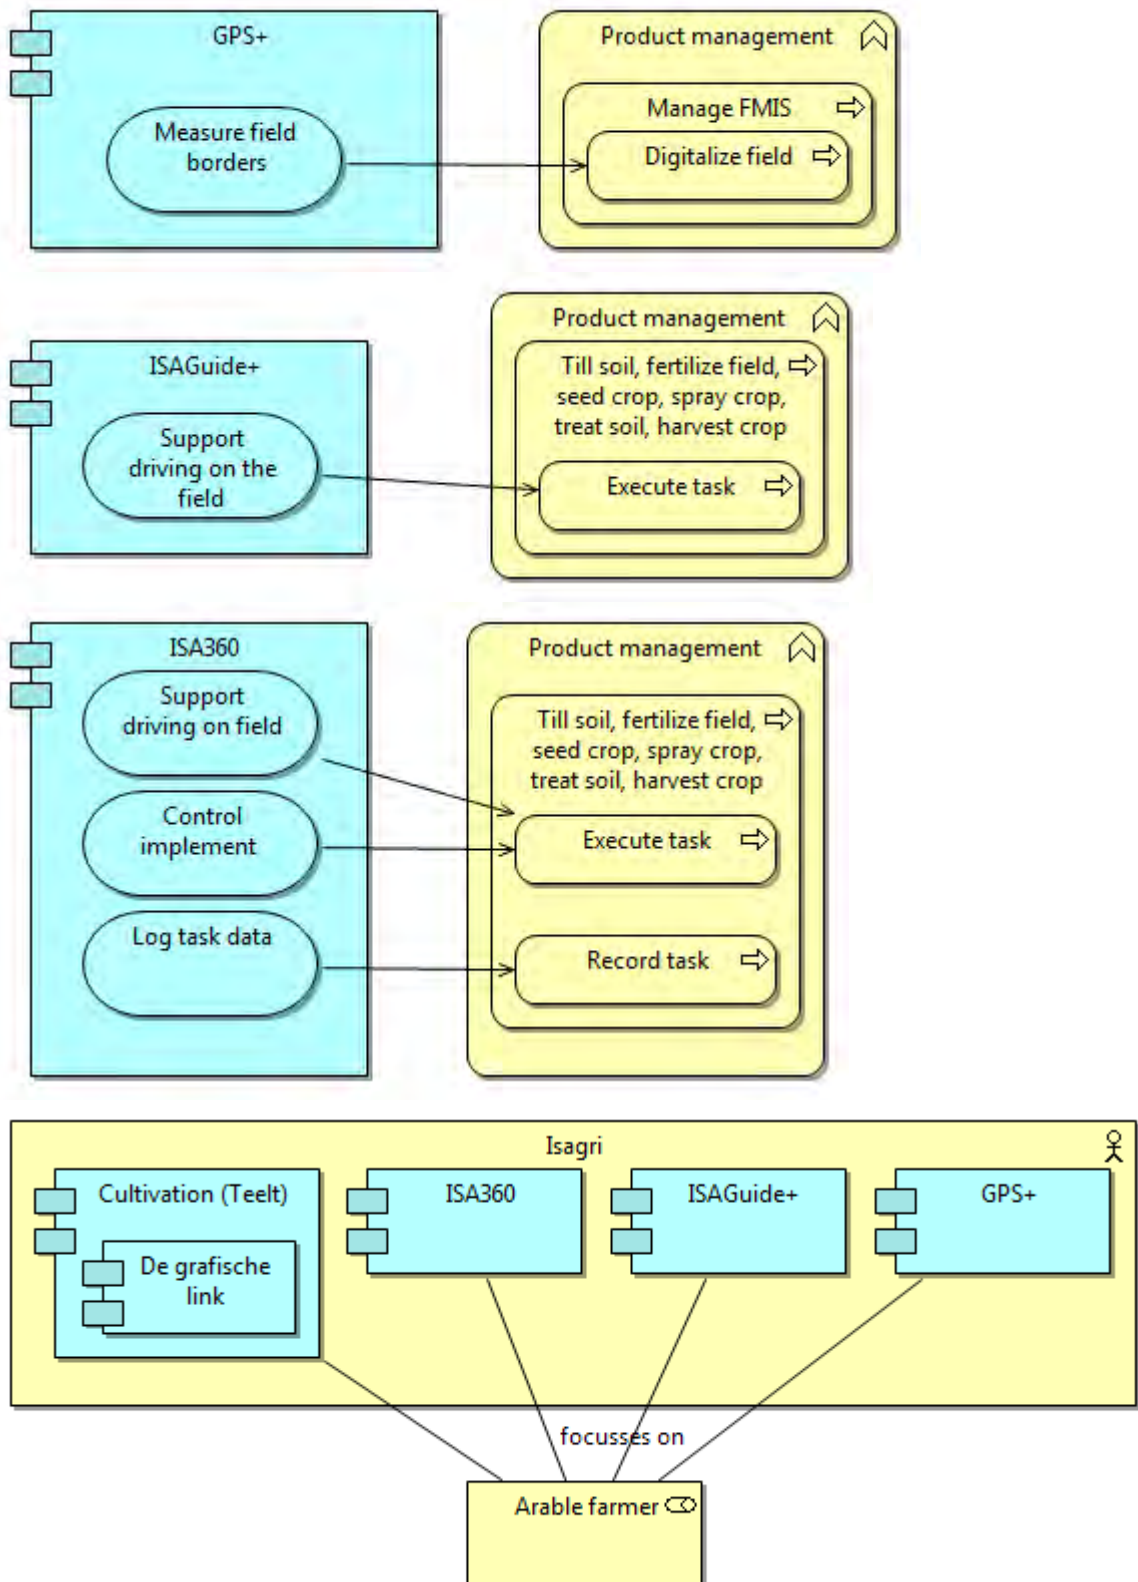 GPS+
Measure field
borders
Product management
Manage FMIS
Digitalize field
ISAGuide+
Support
driving on the
field
Product management
Till soil, fertilize field,
seed crop, spray crop,
treat soil, harvest crop
Execute task
ISA360
Support
driving on field
Control
implement
Log task data
Product management
Till soil, fertilize field,
seed crop, spray crop,
treat soil, harvest crop
Execute task
Record task
Isagri
Cultivation (Teelt)
De grafische
link
ISA360
ISAGuide+
GPS+
focusses on
Arable farmer